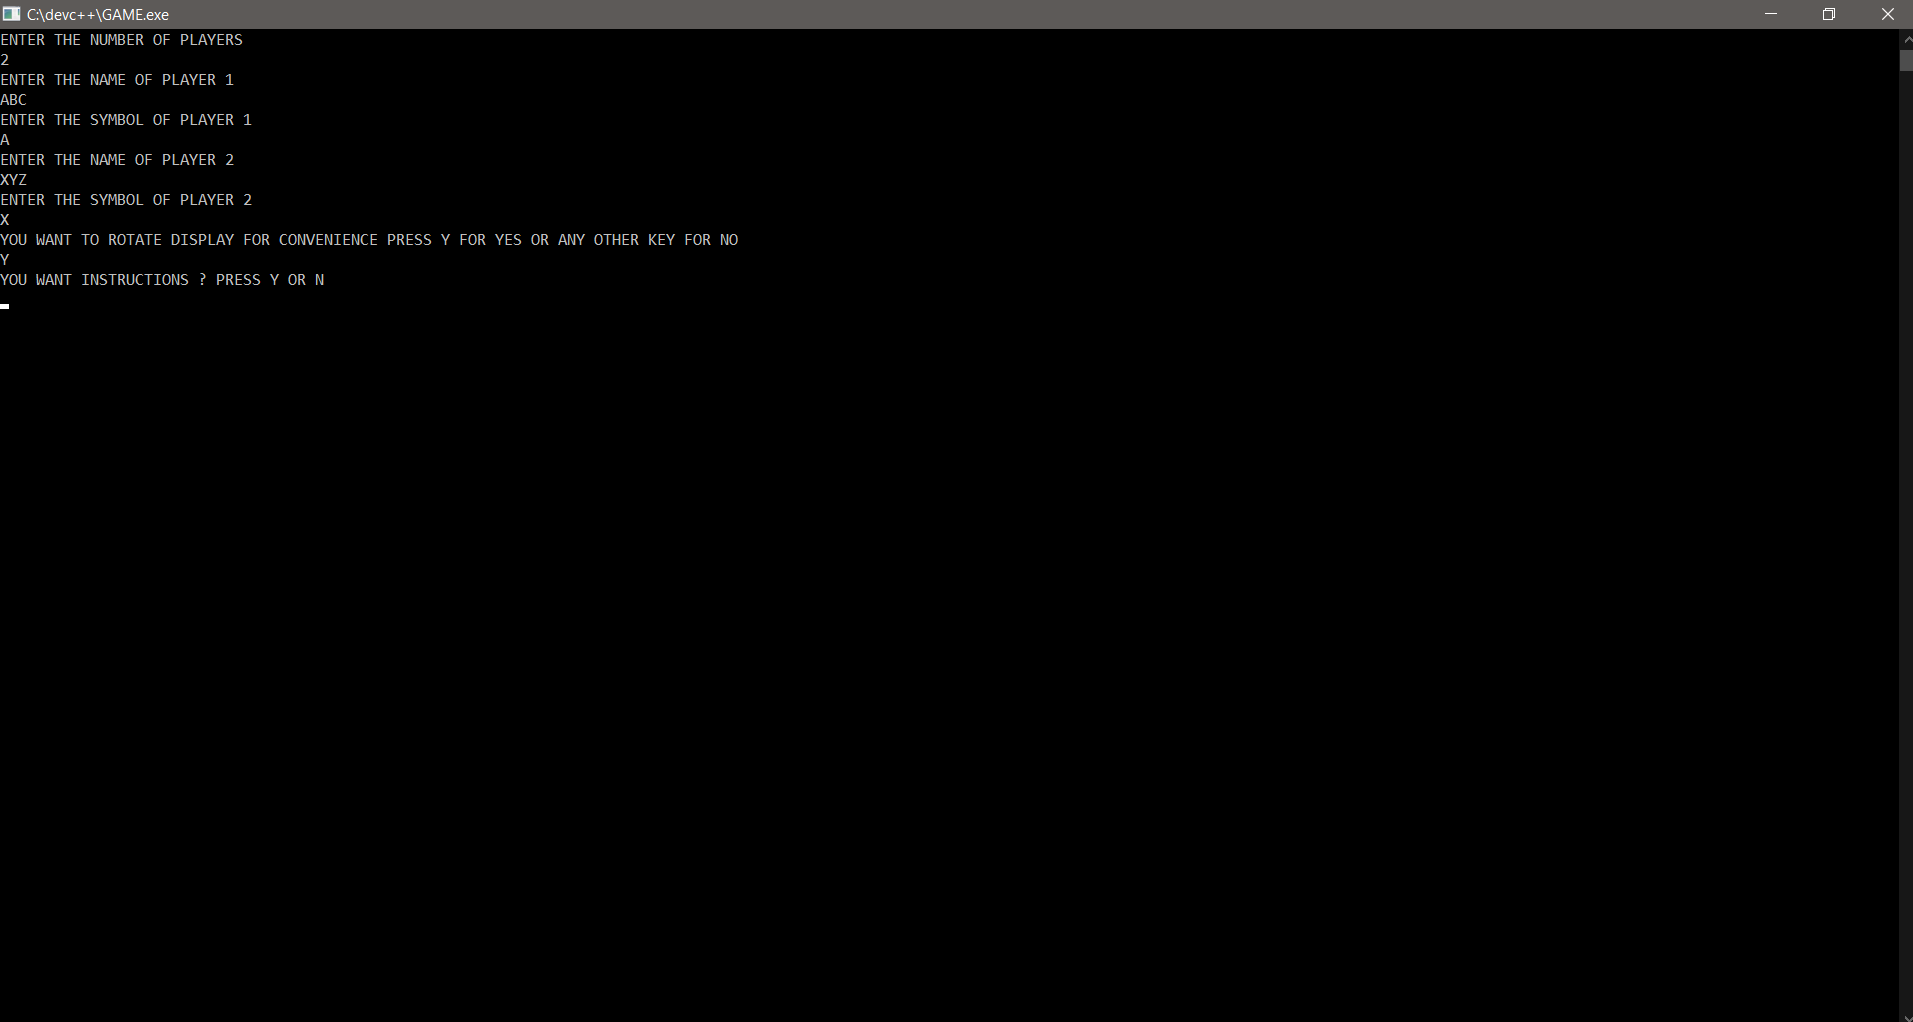 C:\devc++\GAME.exe
ENTER THE NUMBER OF PLAYERS
2
ENTER THE NAME OF PLAYER 1
ABC
ENTER THE SYMBOL OF PLAYER 1
A
ENTER THE NAME OF PLAYER 2
XYZ
ENTER THE SYMBOL OF PLAYER 2
X
YOU WANT TO ROTATE DISPLAY FOR CONVENIENCE PRESS Y FOR YES OR ANY OTHER KEY FOR NO
Y
YOU WANT INSTRUCTIONS ? PRESS Y OR N